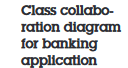 Class collabo-
ration diagram
for banking
application